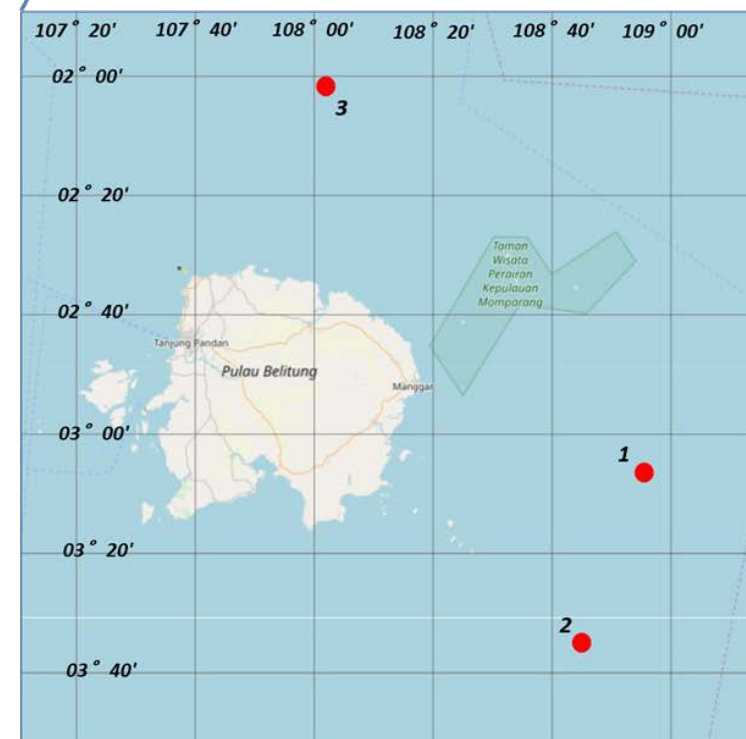 107° 20' 107° 40' 108° 00' 108° 20' 108° 40' 109° 00'
02° 00'
3
02° 20'
Taman
Wisata
Perairan
Kepulauan
Momparang
02° 40'
Tanjung Pandan
Pulau Belitung
Manggar
03° 00'
1
03° 20'
2
03° 40'